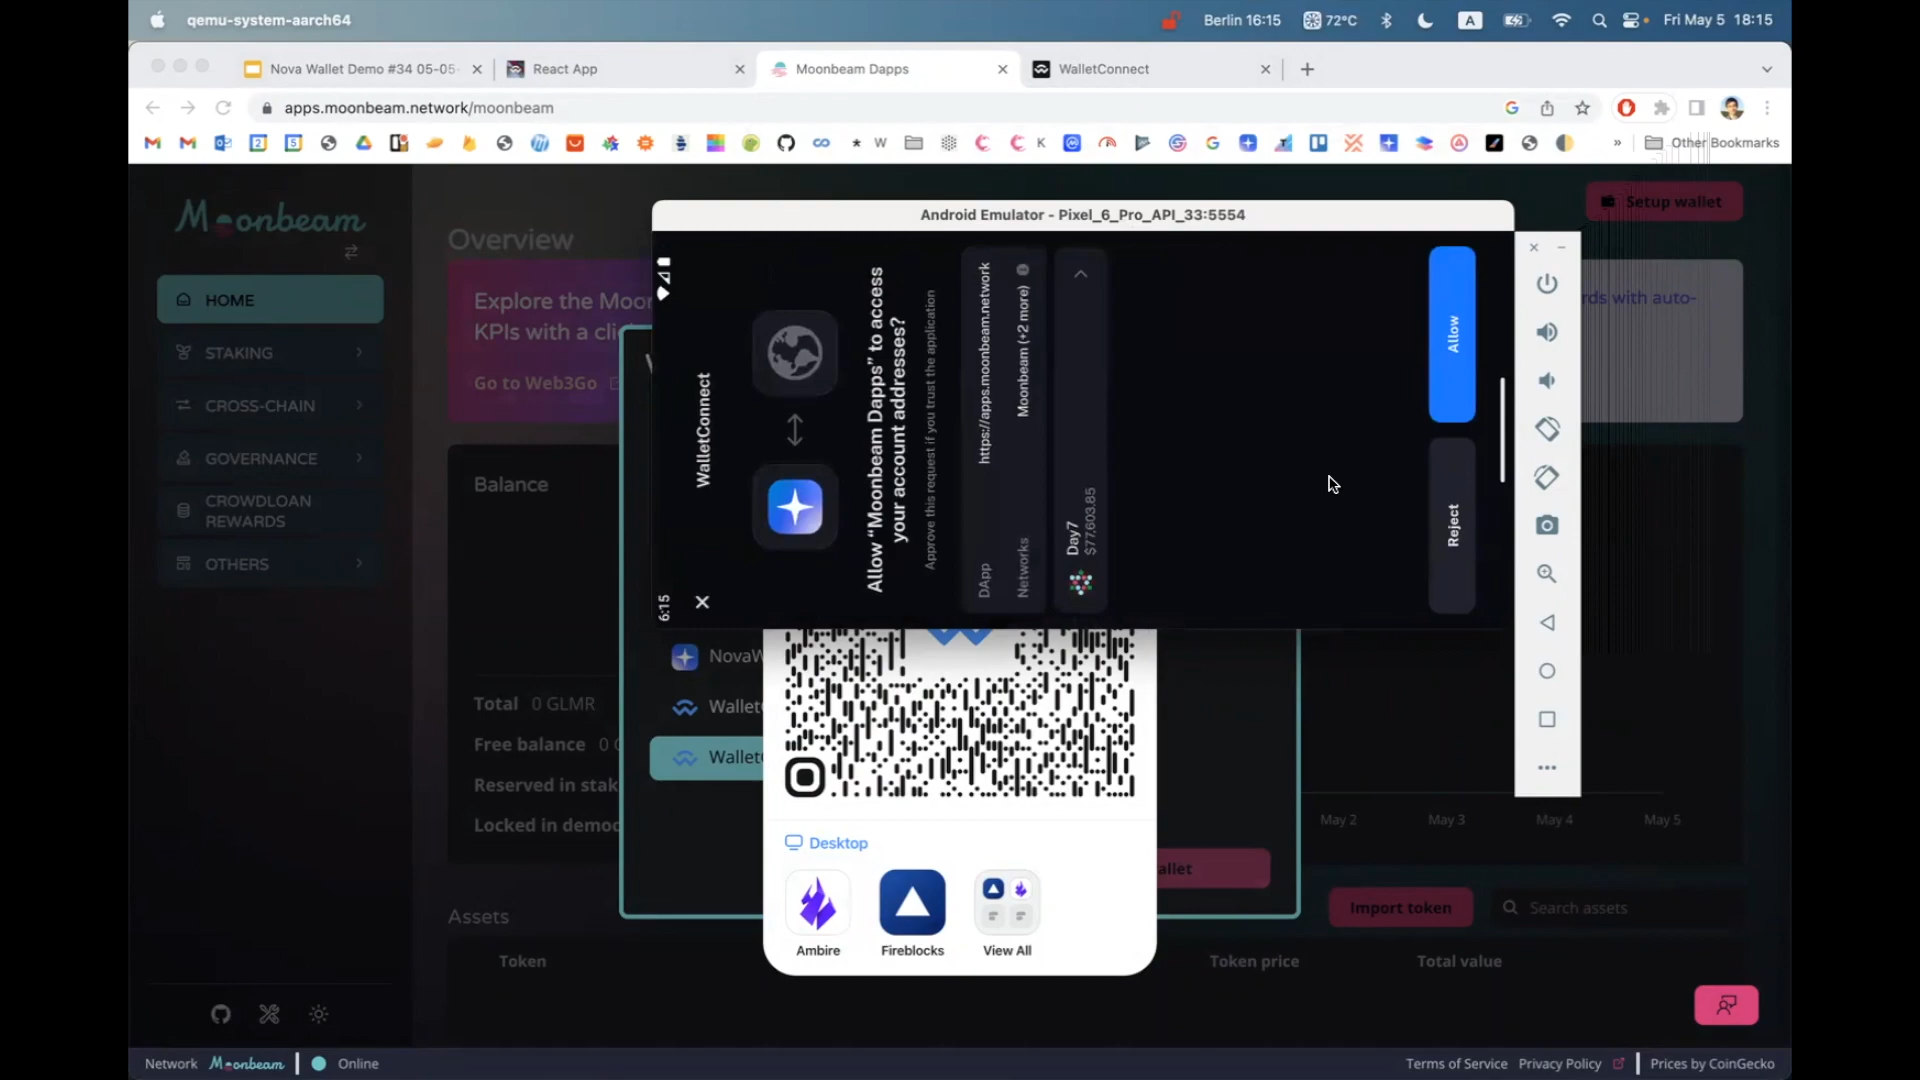 qemu-system-aarch64
Berlin 16:15
72°C
A
Fri May 5 18:15
Nova Wallet Demo #34 05-05-
React App
Moonbeam Dapps
WalletConnect
apps.moonbeam.network/moonbeam
W
K
Other Bookmarks
Moonbeam
HOME
STAKING
CROSS-CHAIN
GOVERNANCE
CROWDLOAN
REWARDS
OTHERS
Overview
Explore the Moo
KPIs with a cli
Go to Web3Go
Setup wallet
rds with auto-
Android Emulator - Pixel_6_Pro_API_33:5554
6:15
WalletConnect
Allow “Moonbeam Dapps” to access
your account addresses?
Approve this request if you trust the application
DApp
https://apps.moonbeam.network
Networks
Moonbeam (+2 more)
Day7
$77,603.85
Reject
Allow
Balance
Total 0 GLMR
Free balance 0
Reserved in stak
Locked in democ
NovaW
Wallet
Wallet
Desktop
Ambire
Fireblocks
View All
allet
May 2
May 3
May 4
May 5
Assets
Import token
Search assets
Token
Token price
Total value
Network Moonbeam
Online
Terms of Service
Privacy Policy
Prices by CoinGecko